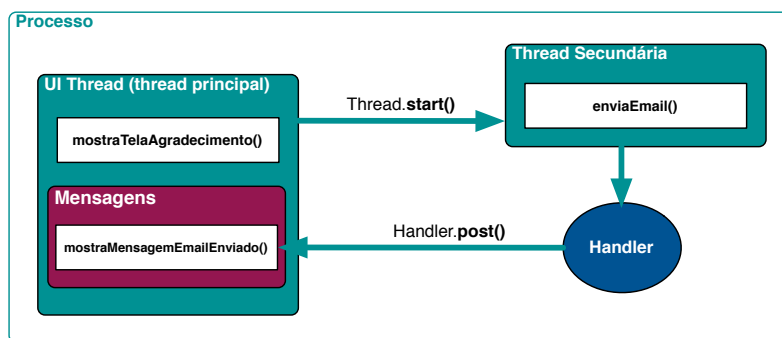 Processo
UI Thread (thread principal)
mostraTelaAgradecimento()
Mensagens
mostraMensagemEmailEnviado()
Thread.start()
Thread Secundária
enviaEmail()
Handler.post()
Handler